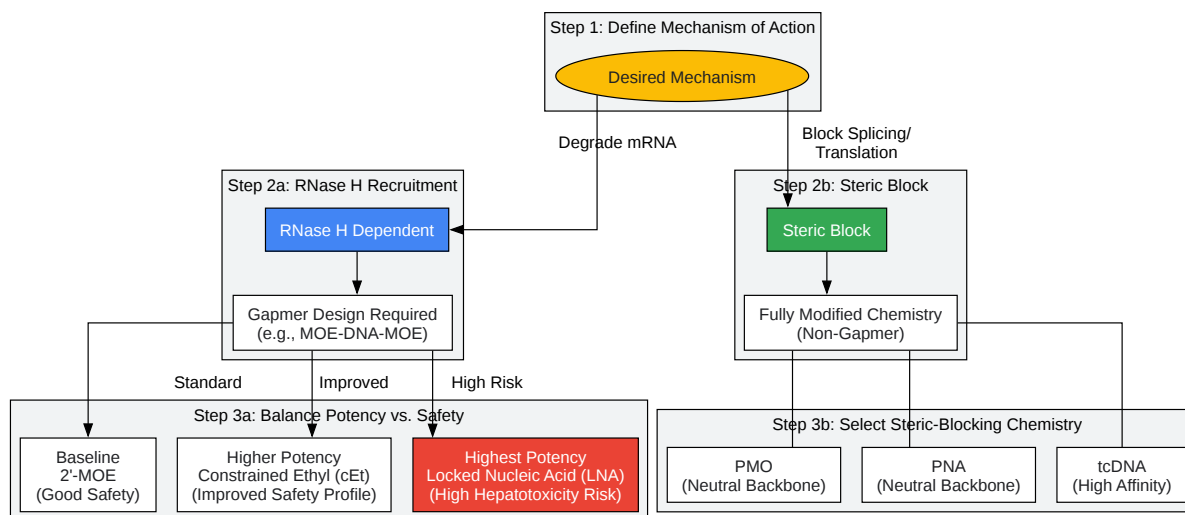 Step 1: Define Mechanism of Action
Desired Mechanism
Degrade mRNA
Block Splicing/
Translation
Step 2a: RNase H Recruitment
RNase H Dependent
Gapmer Design Required
(e.g., MOE-DNA-MOE)
Step 2b: Steric Block
Steric Block
Fully Modified Chemistry
(Non-Gapmer)
Standard
Improved
High Risk
Step 3a: Balance Potency vs. Safety
Baseline
2'-MOE
(Good Safety)
Higher Potency
Constrained Ethyl (cEt)
(Improved Safety Profile)
Highest Potency
Locked Nucleic Acid (LNA)
(High Hepatotoxicity Risk)
Step 3b: Select Steric-Blocking Chemistry
PMO
(Neutral Backbone)
PNA
(Neutral Backbone)
tcDNA
(High Affinity)